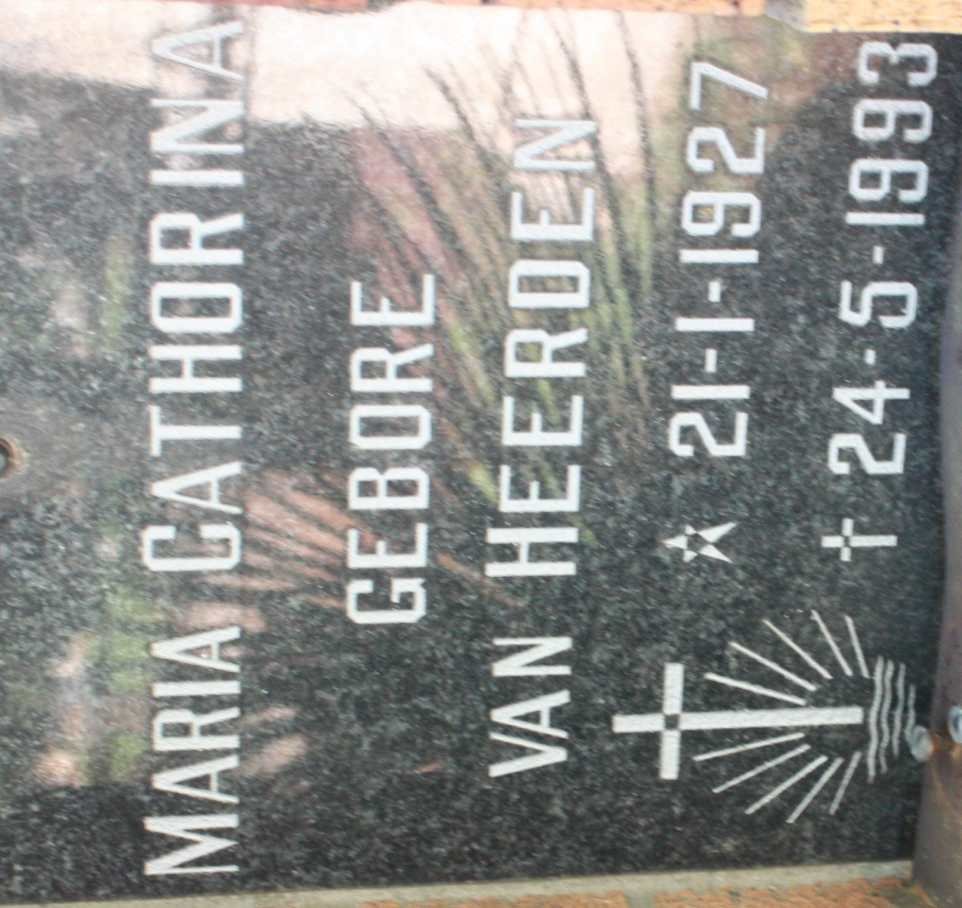 MARIA CATHORINA
GEBORE
VAN HEERDEN
21-1-1927
24-5-1993